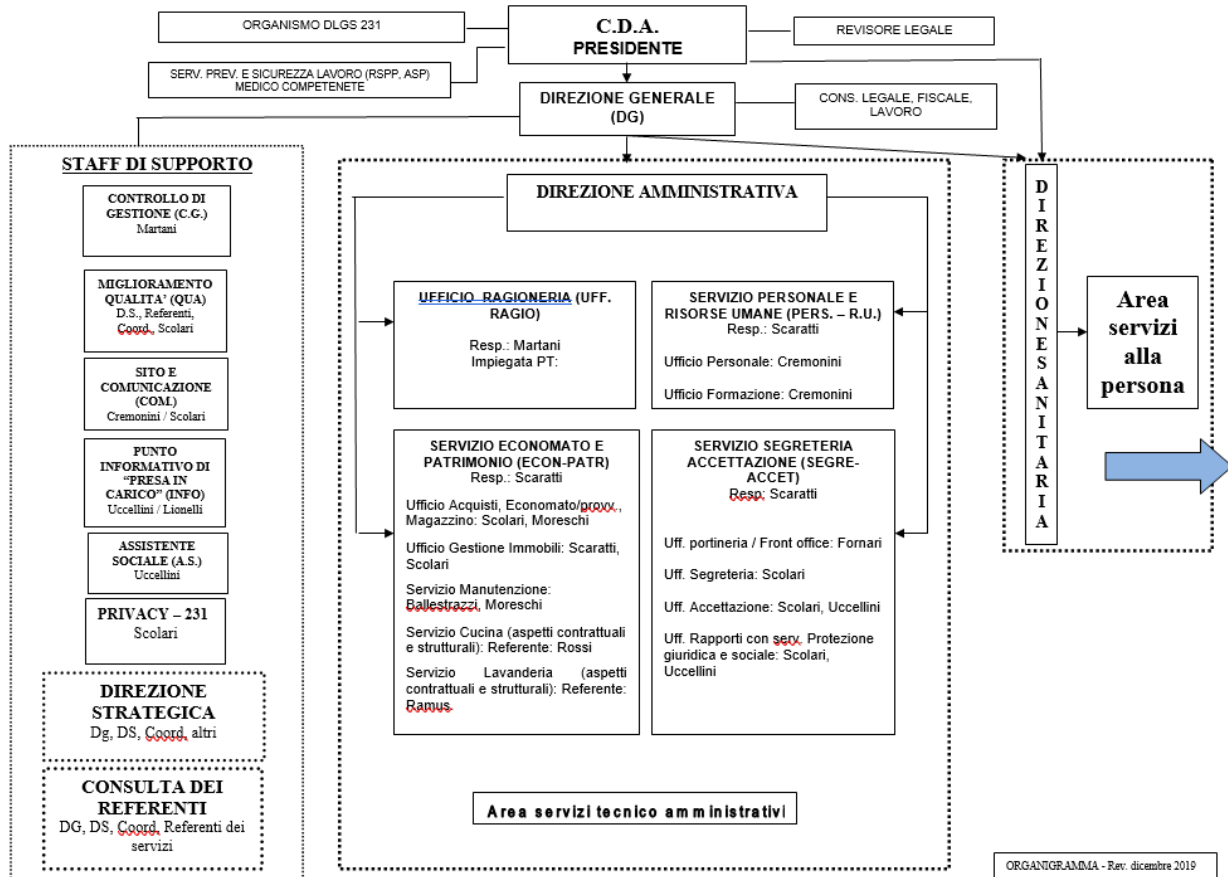 ORGANISMO DLGS 231
C.D.A.
PRESIDENTE
REVISORE LEGALE
SERV. PREV. E SICUREZZA LAVORO (RSPP, ASP)
MEDICO COMPETENETE
DIREZIONE GENERALE
(DG)
CONS. LEGALE, FISCALE,
LAVORO
STAFF DI SUPPORTO
CONTROLLO DI
GESTIONE (C.G.)
Martani
MIGLIORAMENTO
QUALITA’ (QUA)
D.S., Referenti,
Coord., Scolari
SITO E
COMUNICAZIONE
(COM.)
Cremonini / Scolari
PUNTO
INFORMATIVO DI
“PRESA IN
CARICO” (INFO)
Uccellini / Lionelli
ASSISTENTE
SOCIALE (A.S.)
Uccellini
PRIVACY – 231
Scolari
DIREZIONE
STRATEGICA
Dg, DS, Coord, altri
CONSULTA DEI
REFERENTI
DG, DS, Coord, Referenti dei
servizi
DIREZIONE AMMINISTRATIVA
UFFICIO RAGIONERIA (UFF.
RAGIO)
Resp.: Martani
Impiegata PT:
SERVIZIO PERSONALE E
RISORSE UMANE (PERS. – R.U.)
Resp.: Scaratti
Ufficio Personale: Cremonini
Ufficio Formazione: Cremonini
SERVIZIO ECONOMATO E
PATRIMONIO (ECON-PATR)
Resp.: Scaratti
Ufficio Acquisti, Economato/provv.,
Magazzino: Scolari, Moreschi
Ufficio Gestione Immobili: Scaratti,
Scolari
Servizio Manutenzione:
Ballestrazzi, Moreschi
Servizio Cucina (aspetti contrattuali
e strutturali): Referente: Rossi
Servizio Lavanderia (aspetti
contrattuali e strutturali): Referente:
Ramus
SERVIZIO SEGRETERIA
ACCETTAZIONE (SEGRE-
ACCET)
Resp: Scaratti
Uff. portineria / Front office: Fornari
Uff. Segreteria: Scolari
Uff. Accettazione: Scolari, Uccellini
Uff. Rapporti con serv. Protezione
giuridica e sociale: Scolari,
Uccellini
Area servizi tecnico amministrativi
DIREZIONESANITARIA
Area
servizi
alla
persona
ORGANIGRAMMA - Rev. dicembre 2019